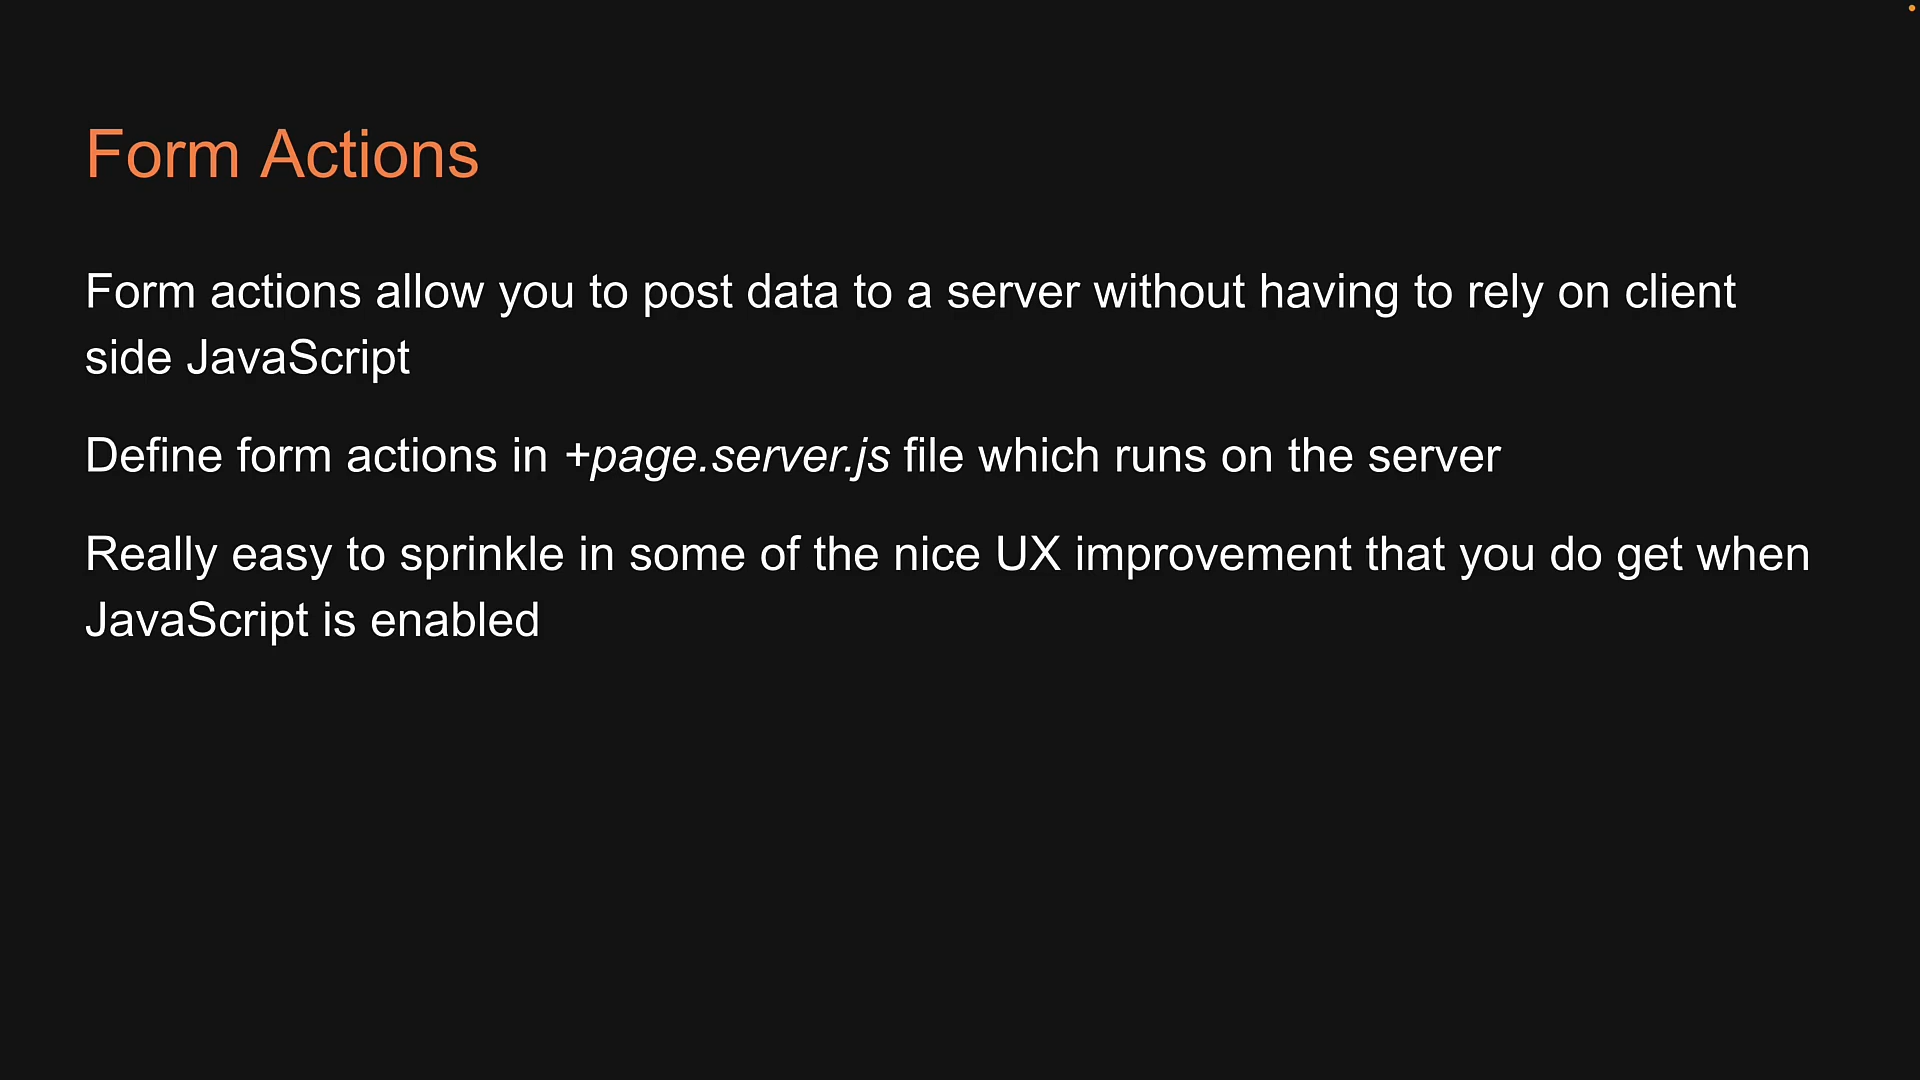 Form Actions
Form actions allow you to post data to a server without having to rely on client
side JavaScript
Define form actions in +page.server.js file which runs on the server
Really easy to sprinkle in some of the nice UX improvement that you do get when
JavaScript is enabled